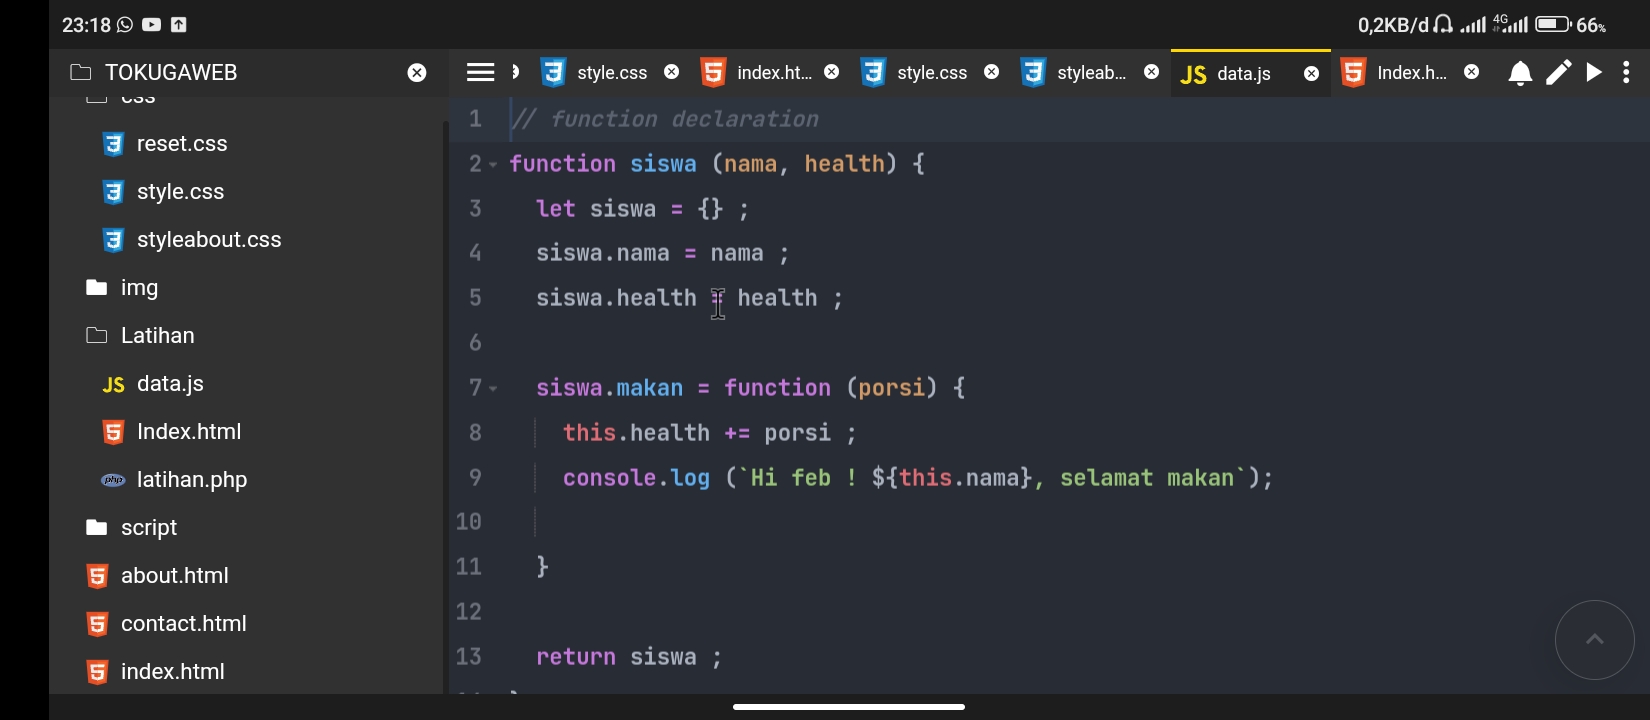 23:18
0,2KB/d 4G 66%
TOKUGAWEB
style.css
index.ht...
style.css
styleab...
JS data.js
Index.h...
css
reset.css
style.css
styleabout.css
img
Latihan
JS data.js
Index.html
php latihan.php
script
about.html
contact.html
index.html
1 // function declaration
2 function siswa (nama, health) {
3 let siswa = {} ;
4 siswa.nama = nama ;
5 siswa.health = health ;
6
7 siswa.makan = function (porsi) {
8 this.health += porsi ;
9 console.log (`Hi feb ! ${this.nama}, selamat makan`);
10
11 }
12
13 return siswa ;